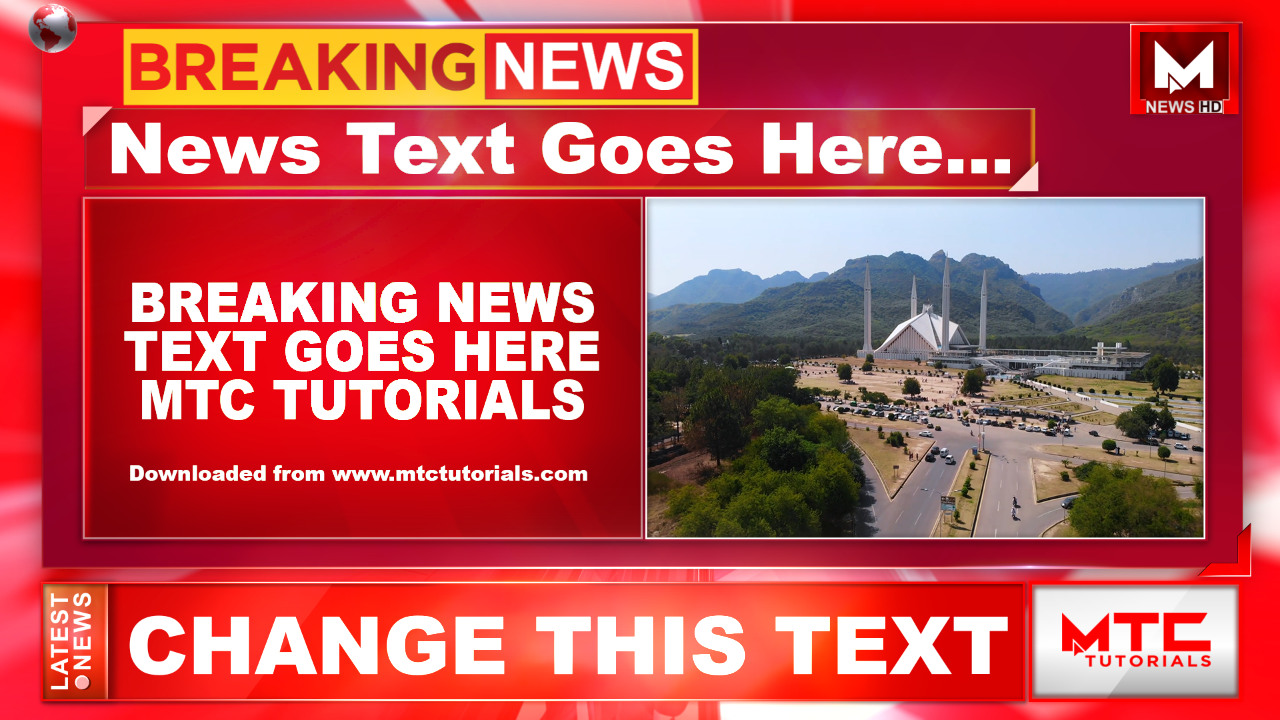 BREAKING NEWS
M
NEWS HD
News Text Goes Here...
BREAKING NEWS
TEXT GOES HERE
MTC TUTORIALS
Downloaded from www.mtctutorials.com
LATEST
NEWS
CHANGE THIS TEXT
MTC
TUTORIALS